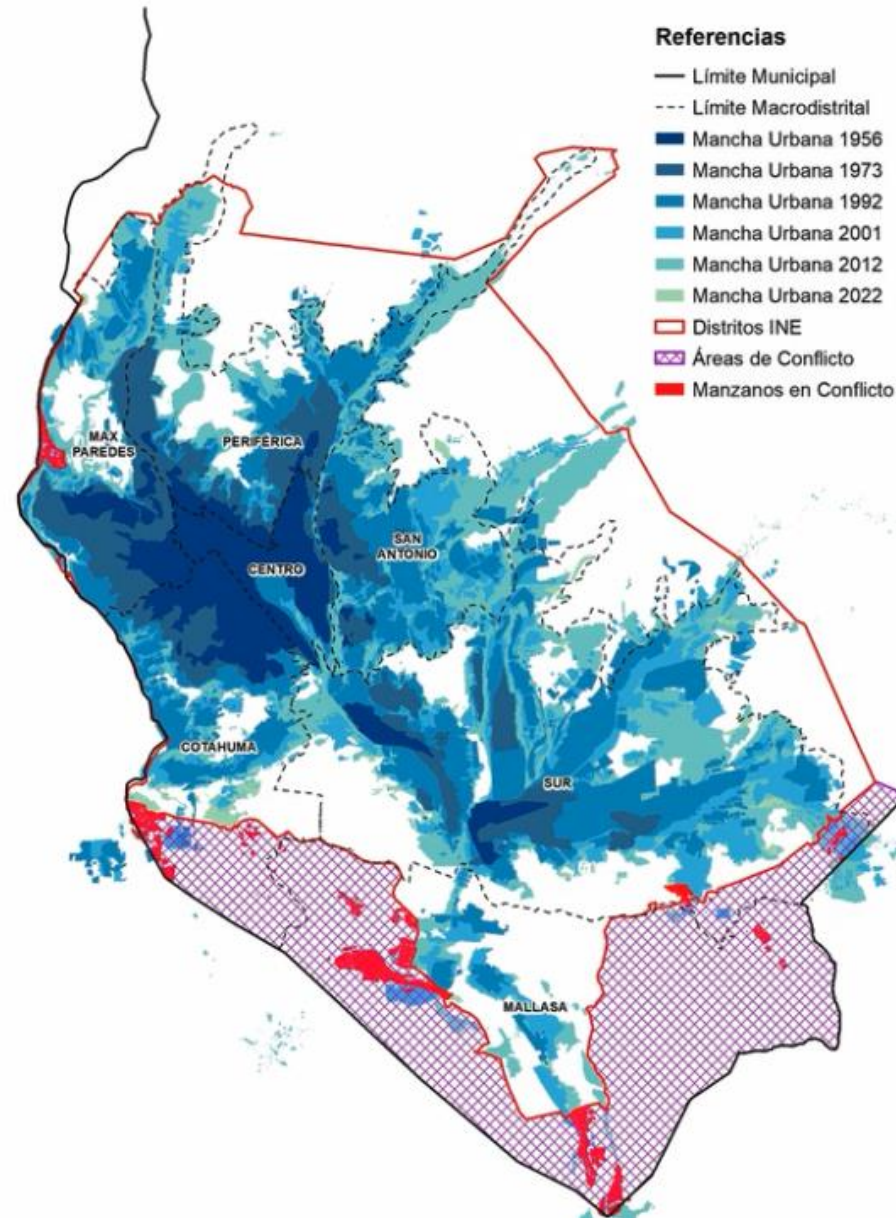 Referencias
Límite Municipal
Límite Macrodistrital
Mancha Urbana 1956
Mancha Urbana 1973
Mancha Urbana 1992
Mancha Urbana 2001
Mancha Urbana 2012
Mancha Urbana 2022
Distritos INE
Áreas de Conflicto
Manzanos en Conflicto
MAX
PAREDES
PERIFÉRICA
SAN
ANTONIO
CENTRO
COTAHUMA
SUR
MALLASA